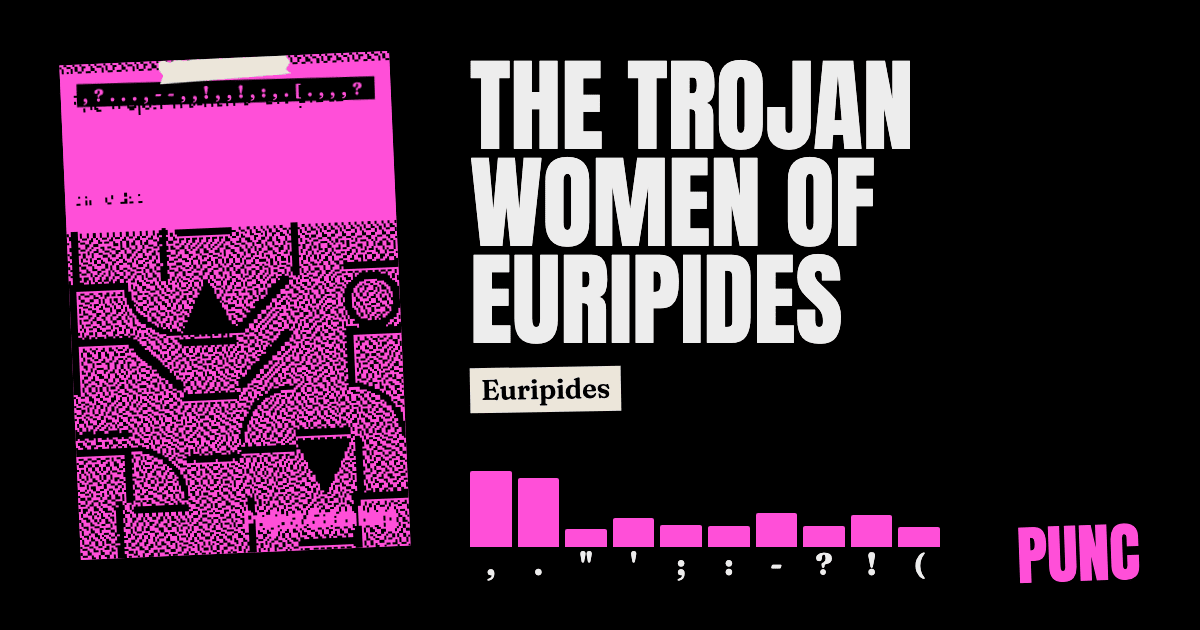 ,?...,--,,!,,!,:,.[.,,,?
THE TROJAN
WOMEN OF
EURIPIDES
Euripides
, . " ' ; : - ? ! (
PUNC